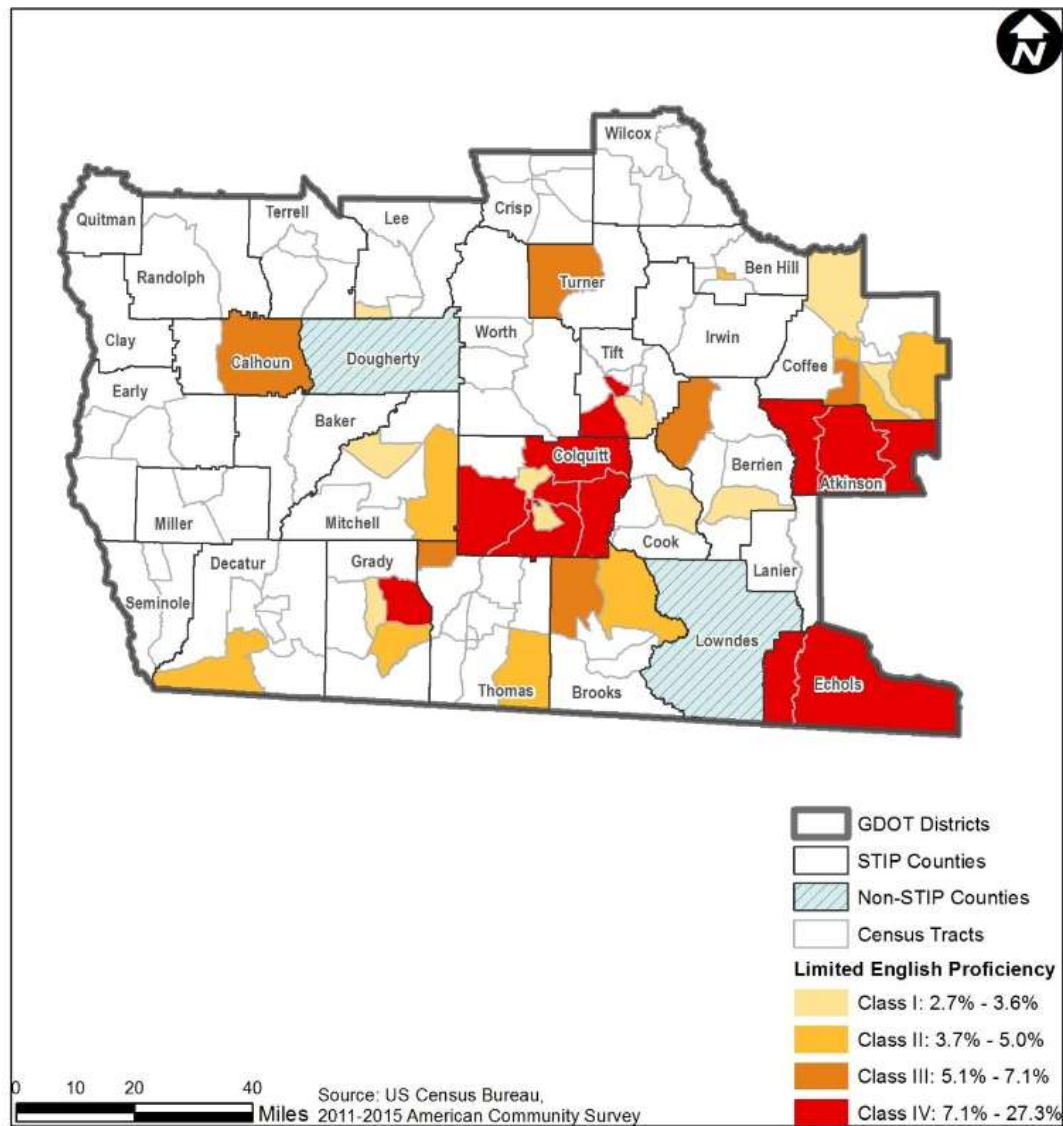 N
Wilcox
Crisp
Terrell
Lee
Quitman
Randolph
Ben Hill
Turner
Clay
Calhoun
Dougherty
Worth
Irwin
Tift
Coffee
Early
Baker
Colquitt
Berrien
Atkinson
Miller
Mitchell
Cook
Decatur
Grady
Lanier
Seminole
Lowndes
Echols
Thomas
Brooks
GDOT Districts
STIP Counties
Non-STIP Counties
Census Tracts
Limited English Proficiency
Class I: 2.7% - 3.6%
Class II: 3.7% - 5.0%
Class III: 5.1% - 7.1%
Class IV: 7.1% - 27.3%
0 10 20 40
Miles
Source: US Census Bureau,
2011-2015 American Community Survey